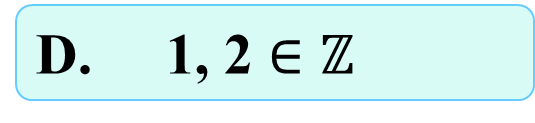 D. 1, 2 ∈ ℤ